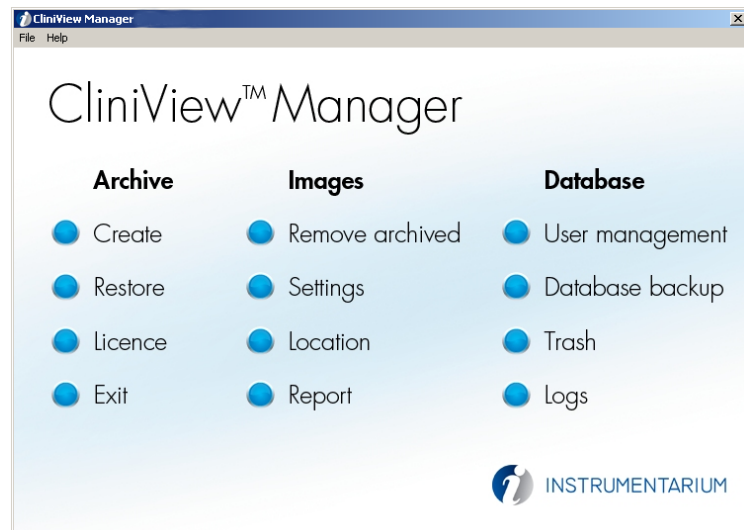 CliniView Manager
File Help
CliniView™ Manager
Archive Images Database
Create Remove archived User management
Restore Settings Database backup
Licence Location Trash
Exit Report Logs
INSTRUMENTARIUM